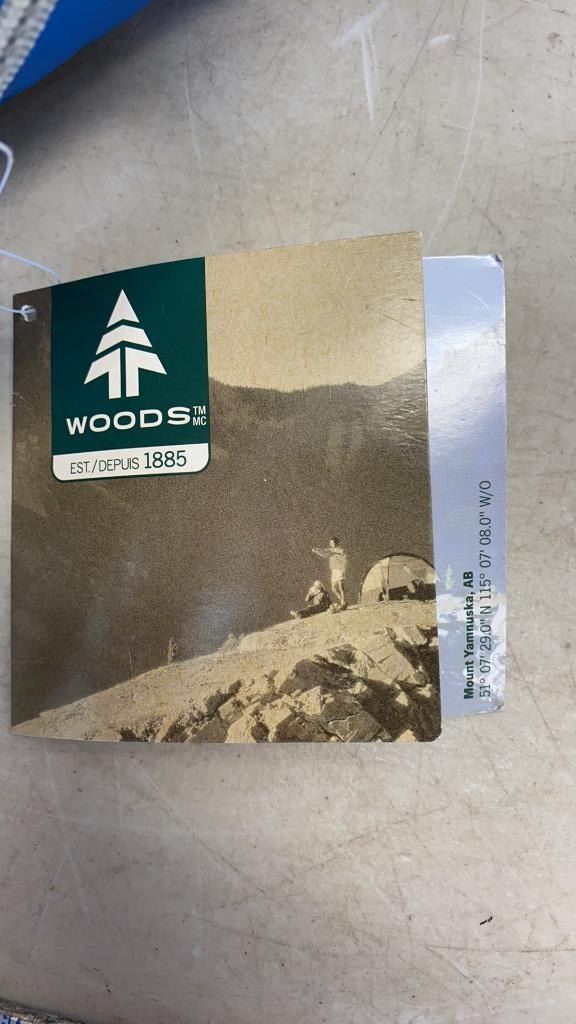 WOODS™ MC
EST./DEPUIS 1885
Mount Yamnuska, AB
51° 07' 29.0" N 115° 07' 08.0" W/O